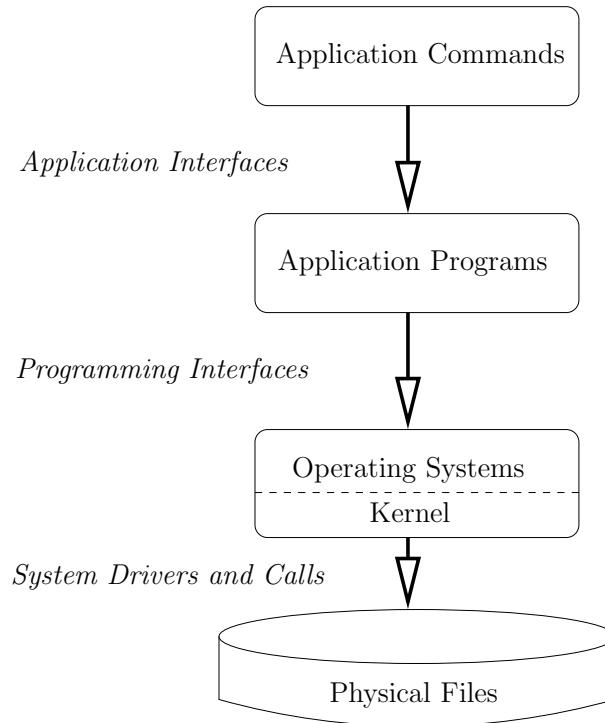 Application Commands
Application Interfaces
Application Programs
Programming Interfaces
Operating Systems
Kernel
System Drivers and Calls
Physical Files